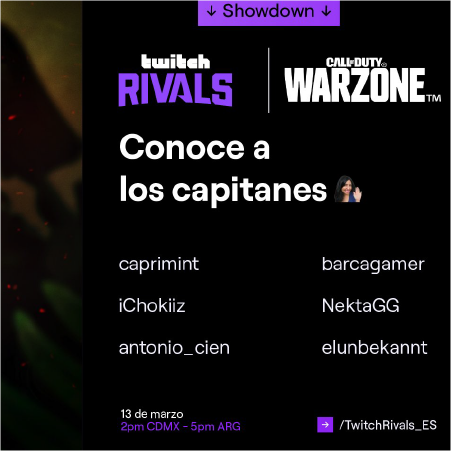 ↓ Showdown ↓
twitch
RIVALS
CALL OF DUTY
WARZONE™
Conoce a
los capitanes
caprimint
barcagamer
iChokiiz
NektaGG
antonio_cien
elunbekannt
13 de marzo
2pm CDMX - 5pm ARG
/TwitchRivals_ES